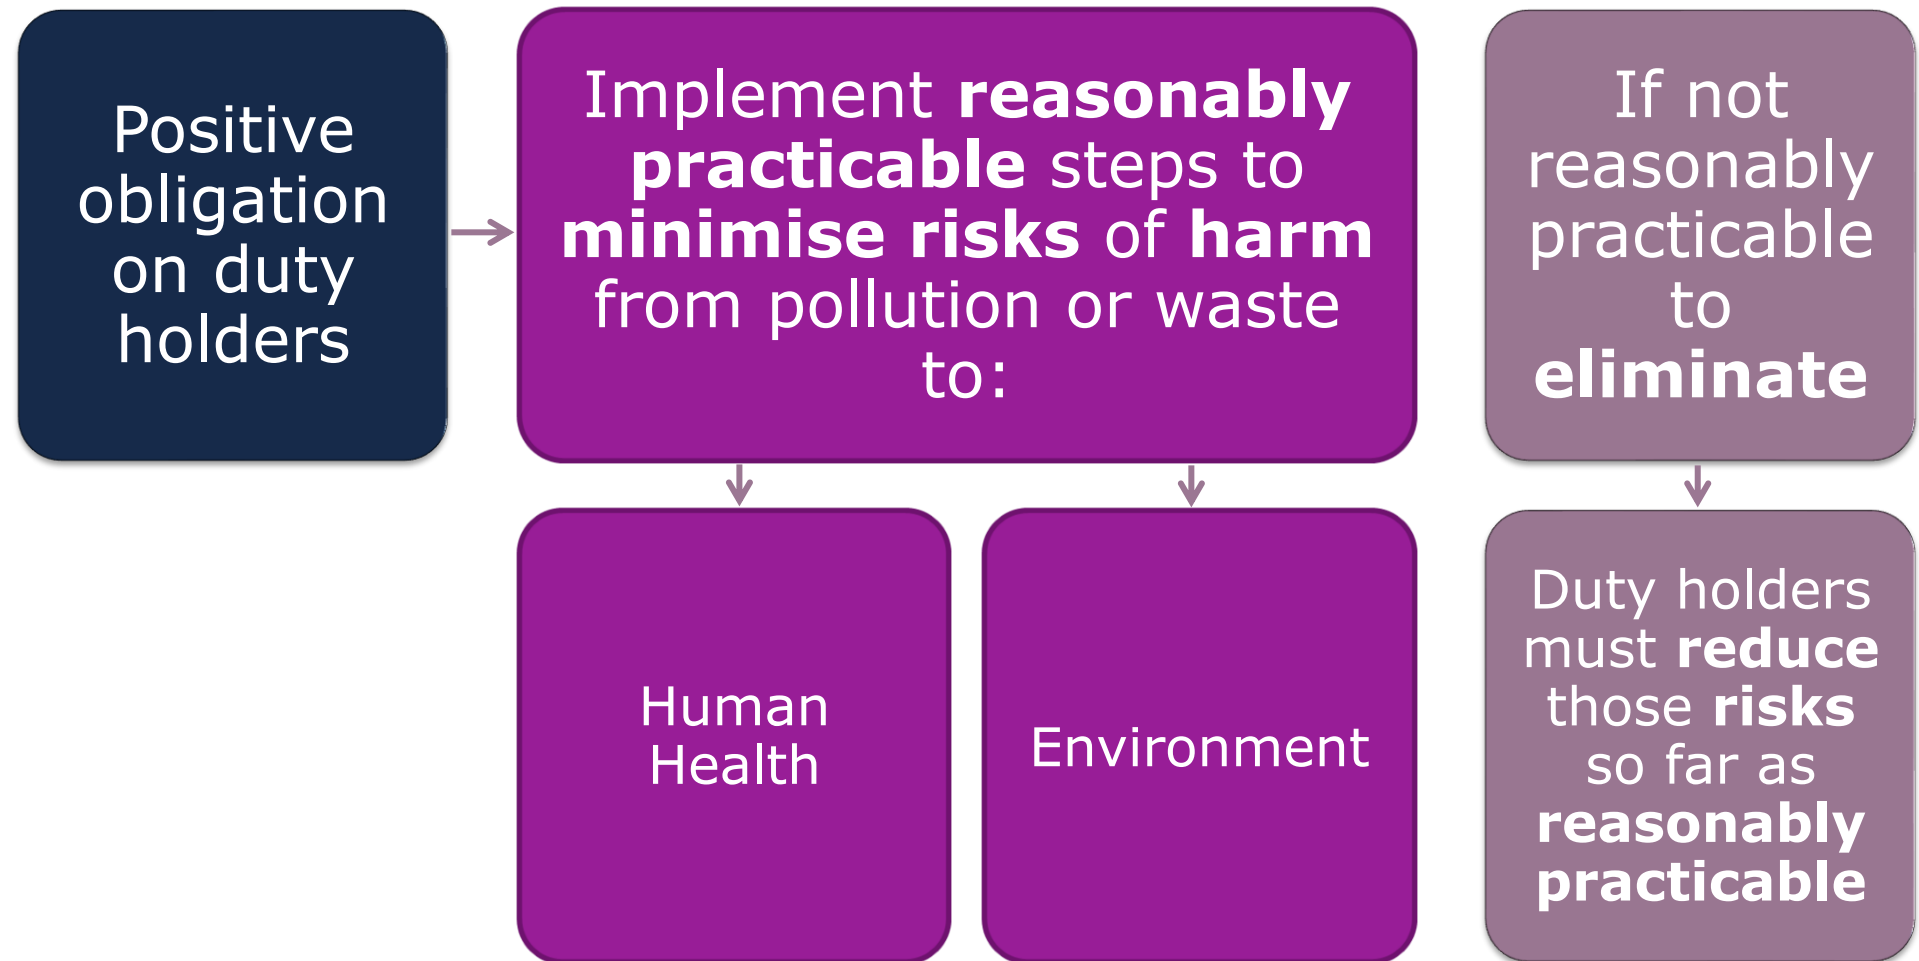 Positive
obligation
on duty
holders
Implement reasonably
practicable steps to
minimise risks of harm
from pollution or waste
to:
If not
reasonably
practicable
to
eliminate
Human
Health
Environment
Duty holders
must reduce
those risks
so far as
reasonably
practicable